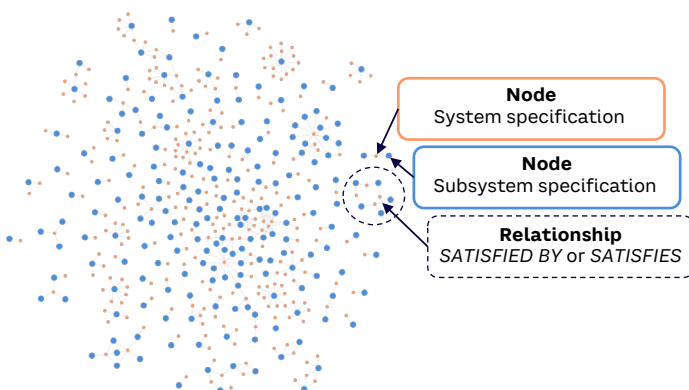 Node
System specification
Node
Subsystem specification
Relationship
SATISFIED BY or SATISFIES